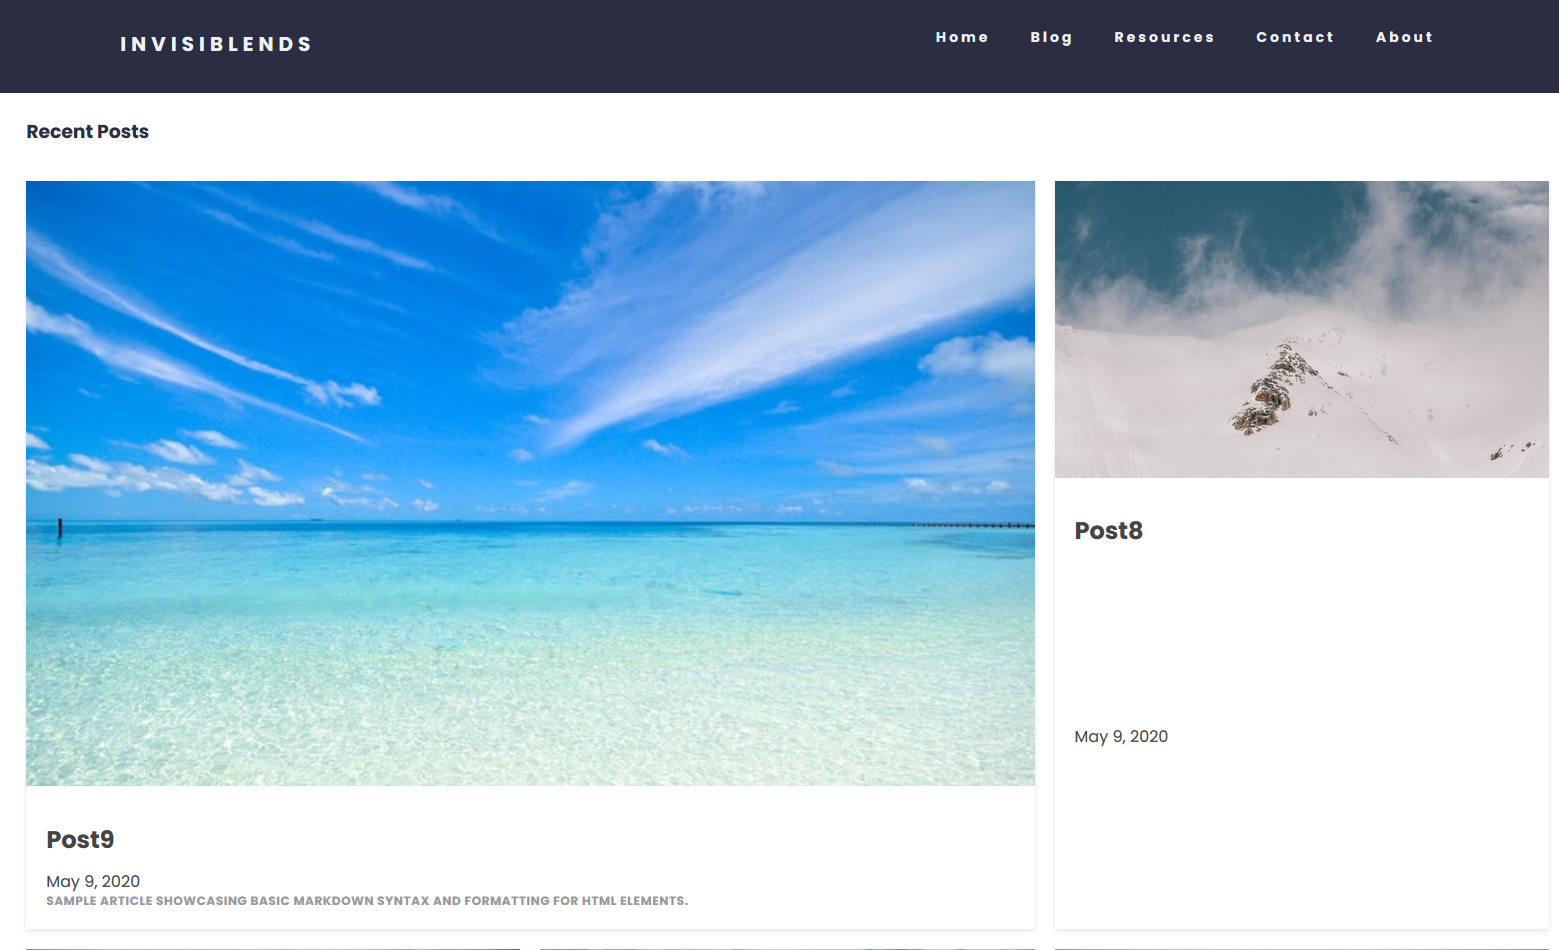 INVISIBLENDS
Home Blog Resources Contact About
Recent Posts
Post9
May 9, 2020
SAMPLE ARTICLE SHOWCASING BASIC MARKDOWN SYNTAX AND FORMATTING FOR HTML ELEMENTS.
Post8
May 9, 2020